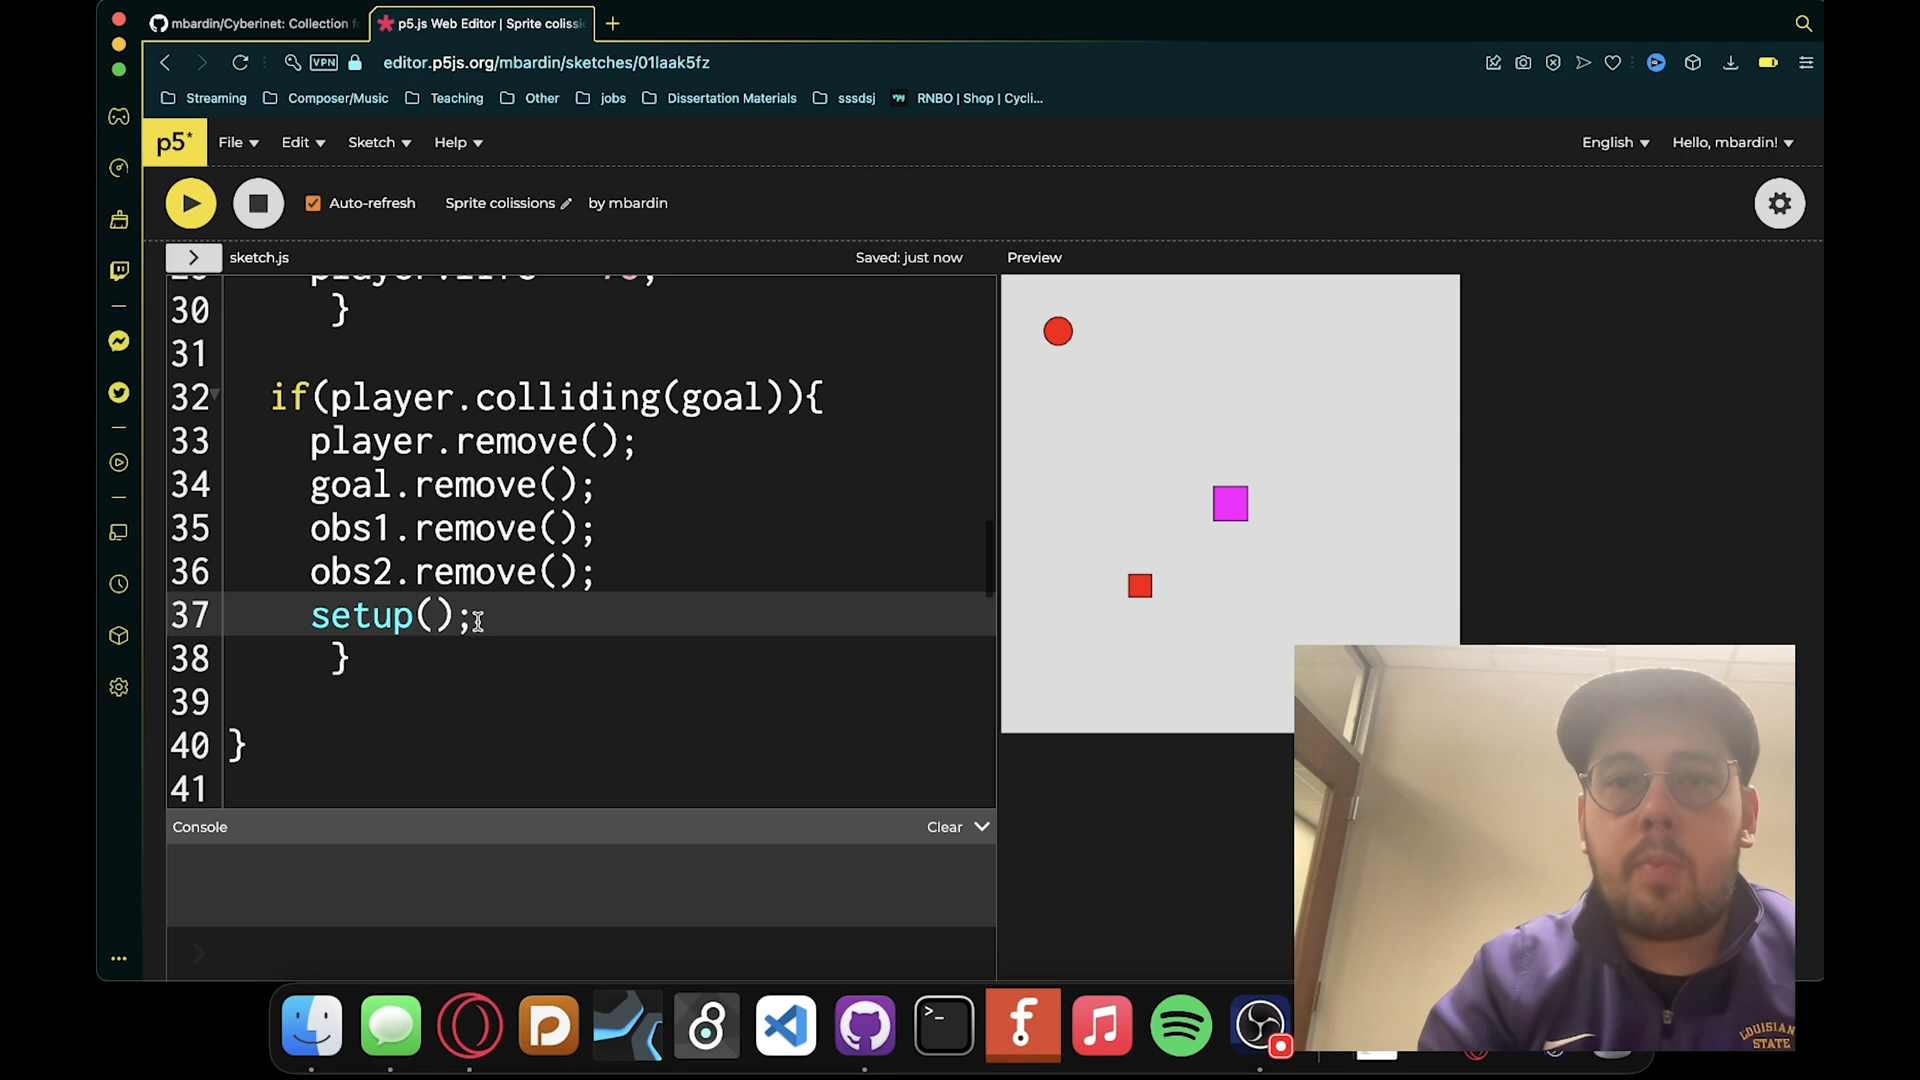 mbardin/Cyberinet: Collection f
p5.js Web Editor | Sprite colissi
VPN
editor.p5js.org/mbardin/sketches/01laak5fz
Streaming
Composer/Music
Teaching
Other
jobs
Dissertation Materials
sssdsj
RNBO | Shop | Cycli...
p5*
File
Edit
Sketch
Help
English
Hello, mbardin!
Auto-refresh
Sprite colissions
by mbardin
sketch.js
Saved: just now
Preview
30 }
31
32 if(player.colliding(goal)){
33 player.remove();
34 goal.remove();
35 obs1.remove();
36 obs2.remove();
37 setup();
38 }
39
40 }
41
Console
Clear
LOUISIANA
STATE